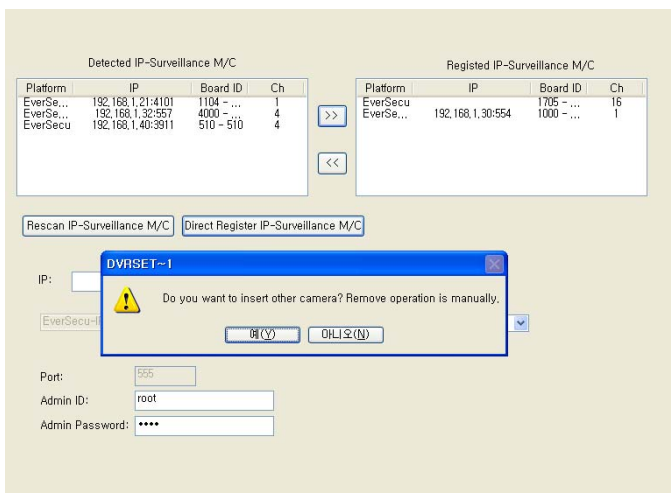 Detected IP-Surveillance M/C
Registed IP-Surveillance M/C
Platform IP Board ID Ch
EverSe... 192,168,1,21:4101 1104 - ... 1
EverSe... 192,168,1,32:557 4000 - ... 4
EverSecu 192,168,1,40:3911 510 - 510 4
>>
<<
Platform IP Board ID Ch
EverSecu 1705 - ... 16
EverSe... 192,168,1,30:554 1000 - ... 1
Rescan IP-Surveillance M/C Direct Register IP-Surveillance M/C
DVRSET~1
IP:
Do you want to insert other camera? Remove operation is manually.
예(Y) 아니오(N)
Port: 555
Admin ID: root
Admin Password: ••••